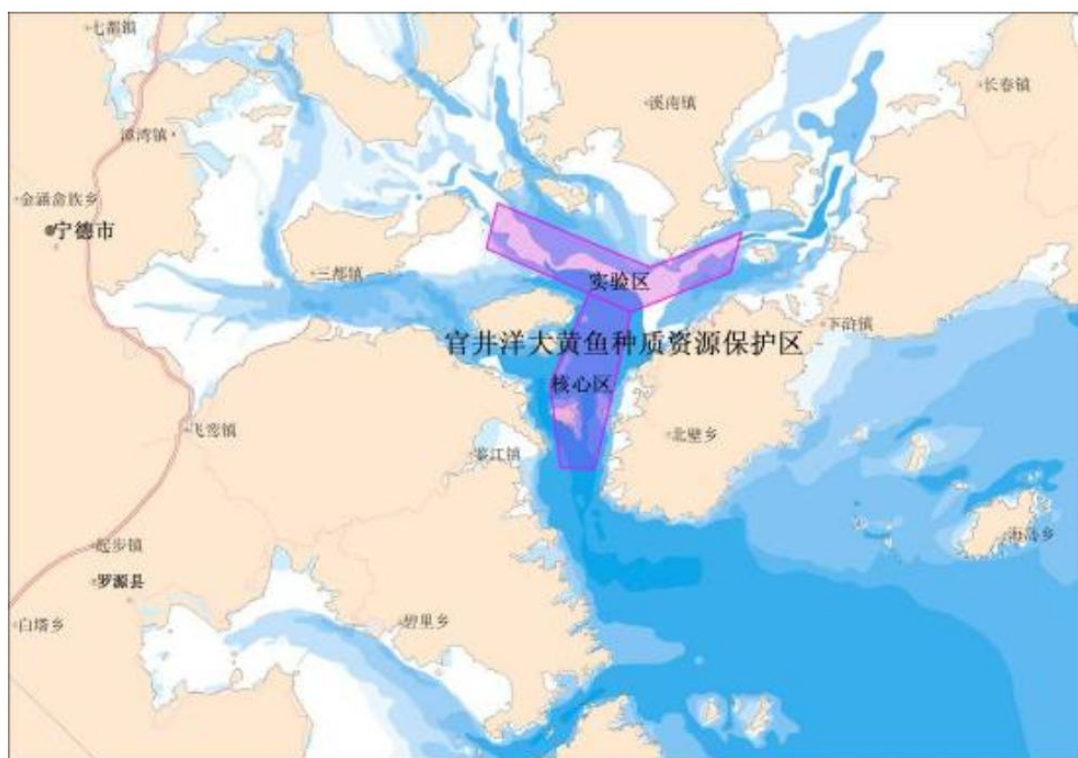 七都镇
长春镇
溪南镇
漳湾镇
金涵畲族乡
宁德市
三都镇
实验区
下浒镇
官井洋大黄鱼种质资源保护区
核心区
飞鸾镇
北壁乡
鉴江镇
海岛乡
起步镇
罗源县
白塔乡
碧里乡